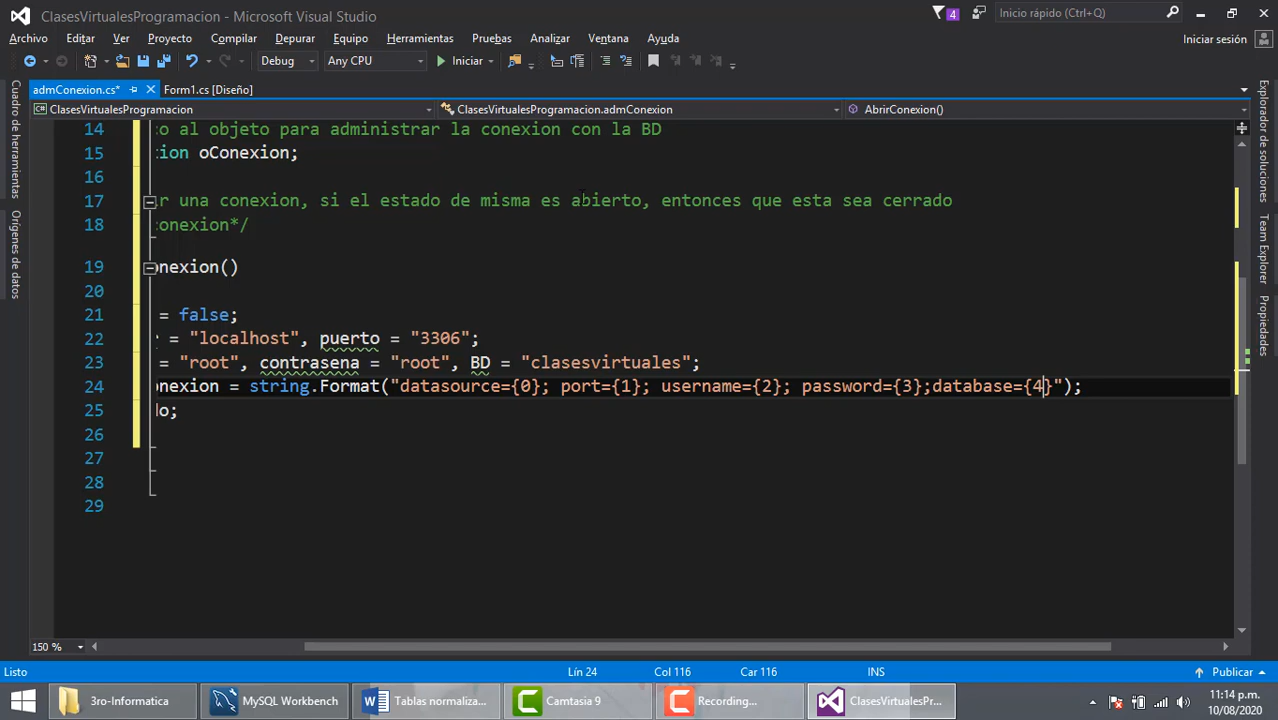 ClasesVirtualesProgramacion - Microsoft Visual Studio
4
Inicio rápido (Ctrl+Q)
Archivo Editar Ver Proyecto Compilar Depurar Equipo Herramientas Pruebas Analizar Ventana Ayuda
Iniciar sesión
Debug Any CPU Iniciar
admConexion.cs* Form1.cs [Diseño]
ClasesVirtualesProgramacion ClasesVirtualesProgramacion.admConexion AbrirConexion()
Cuadro de herramientas
Orígenes de datos
Explorador de soluciones
Team Explorer
14 :o al objeto para administrar la conexion con la BD
15 :ion oConexion;
16
17 ir una conexion, si el estado de misma es abierto, entonces que esta sea cerrado
18 :onexion*/
19 onexion()
20
21 = false;
22 r = "localhost", puerto = "3306";
23 = "root", contrasena = "root", BD = "clasesvirtuales";
24 onexion = string.Format("datasource={0}; port={1}; username={2}; password={3};database={4}");
25 do;
26
27
28
29
150 %
Listo Lín 24 Col 116 Car 116 INS Publicar
3ro-Informatica MySQL Workbench Tablas normaliza... Camtasia 9 Recording... ClasesVirtualesPr...
11:14 p.m.
10/08/2020